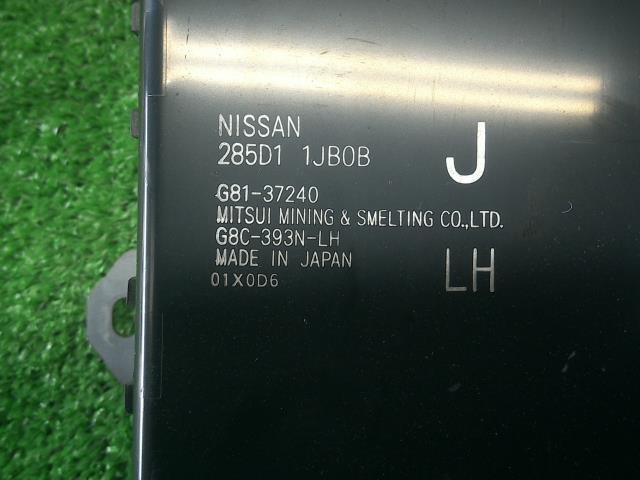 NISSAN
285D1 1JB0B
J
G81-37240
MITSUI MINING & SMELTING CO.,LTD.
G8C-393N-LH
MADE IN JAPAN
LH
01X0D6